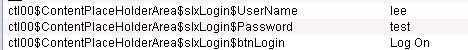 ctl00$ContentPlaceHolderArea$slxLogin$UserName lee
ctl00$ContentPlaceHolderArea$slxLogin$Password test
ctl00$ContentPlaceHolderArea$slxLogin$btnLogin Log On